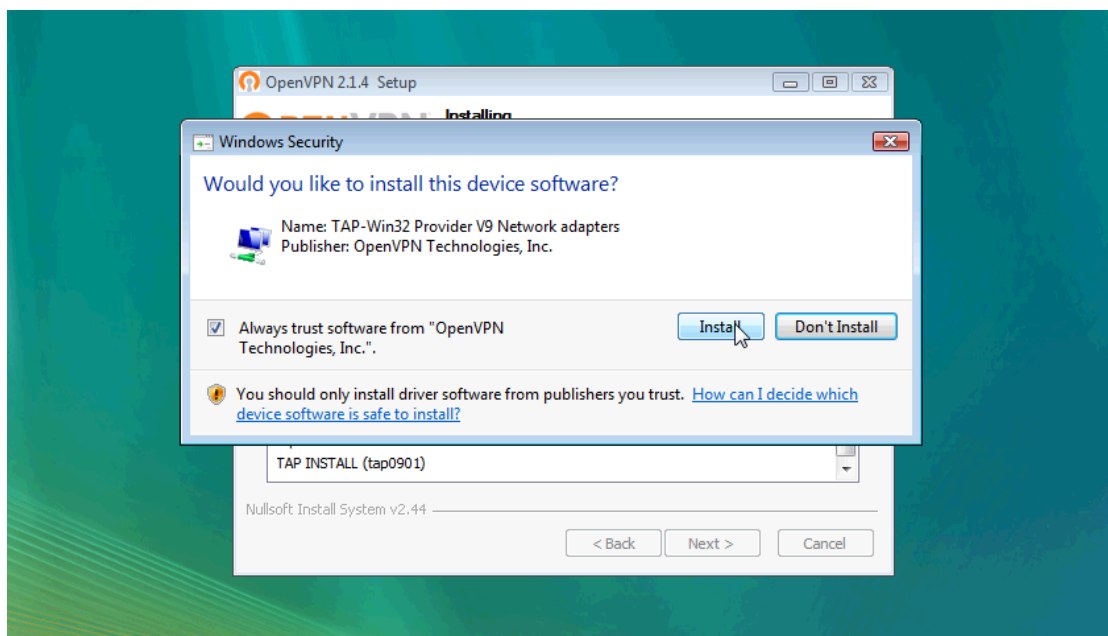 OpenVPN 2.1.4 Setup
Installing
Windows Security
Would you like to install this device software?
Name: TAP-Win32 Provider V9 Network adapters
Publisher: OpenVPN Technologies, Inc.
Always trust software from "OpenVPN
Technologies, Inc.".
Install
Don't Install
You should only install driver software from publishers you trust. How can I decide which
device software is safe to install?
TAP INSTALL (tap0901)
Nullsoft Install System v2.44
< Back
Next >
Cancel